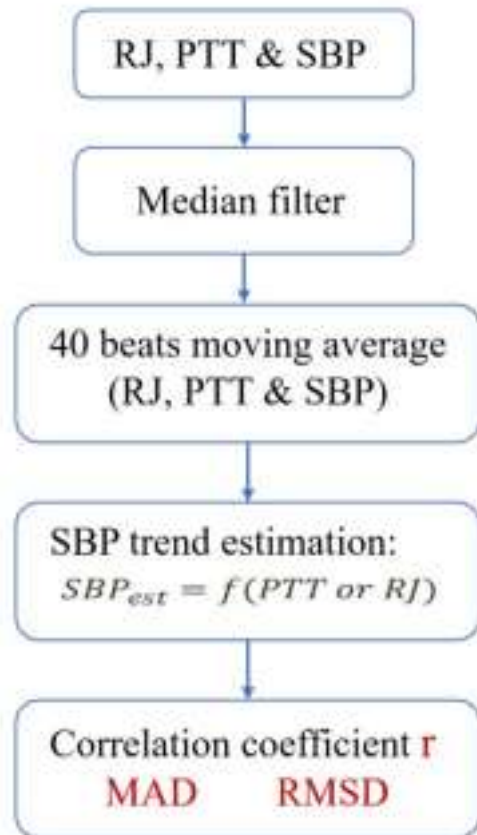 RJ, PTT & SBP
Median filter
40 beats moving average
(RJ, PTT & SBP)
SBP trend estimation:
SBP_est = f(PTT or RJ)
Correlation coefficient r
MAD RMSD